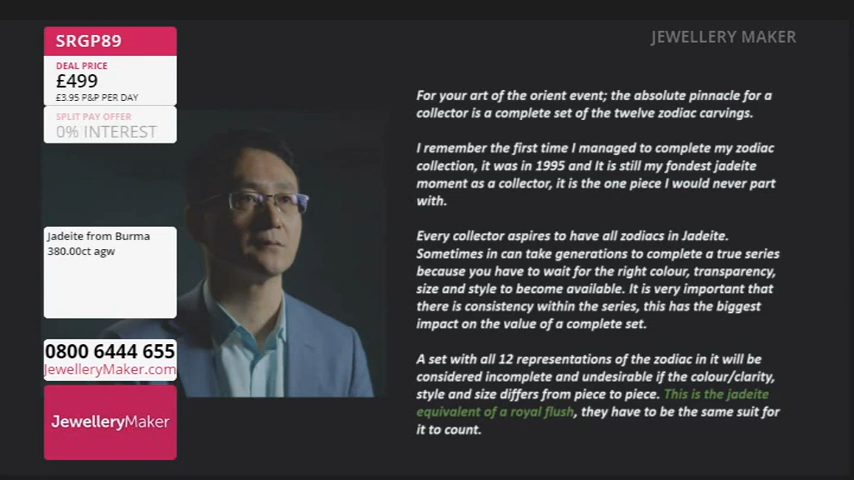 SRGP89
DEAL PRICE
£499
£3.95 P&P PER DAY
SPLIT PAY OFFER
0% INTEREST
Jadeite from Burma
380.00ct agw
0800 6444 655
JewelleryMaker.com
JewelleryMaker
JEWELLERY MAKER
For your art of the orient event; the absolute pinnacle for a
collector is a complete set of the twelve zodiac carvings.
I remember the first time I managed to complete my zodiac
collection, it was in 1995 and It is still my fondest jadeite
moment as a collector, it is the one piece I would never part
with.
Every collector aspires to have all zodiacs in Jadeite.
Sometimes in can take generations to complete a true series
because you have to wait for the right colour, transparency,
size and style to become available. It is very important that
there is consistency within the series, this has the biggest
impact on the value of a complete set.
A set with all 12 representations of the zodiac in it will be
considered incomplete and undesirable if the colour/clarity,
style and size differs from piece to piece. This is the jadeite
equivalent of a royal flush, they have to be the same suit for
it to count.